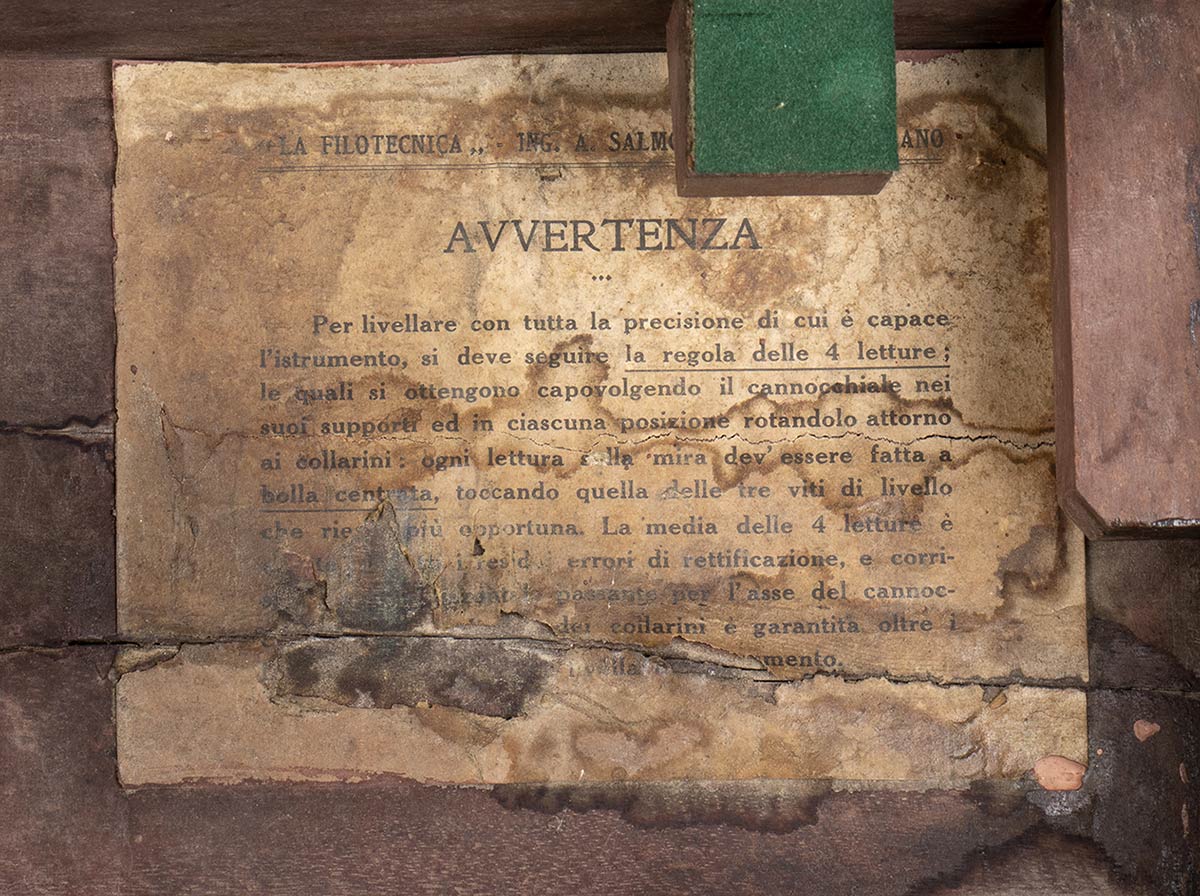 "LA FILOTECNICA„ - ING. A. SALMO ANO
AVVERTENZA
Per livellare con tutta la precisione di cui è capace
l'istrumento, si deve seguire la regola delle 4 letture;
le quali si ottengono capovolgendo il cannocchiale nei
suoi supporti ed in ciascuna posizione rotandolo attorno
ai collarini: ogni lettura sulla mira dev'essere fatta a
bolla centrata, toccando quella delle tre viti di livello
che più opportuna. La media delle 4 letture è
errori di rettificazione, e corri-
passante per l'asse del cannoc-
dei collarini è garantita oltre i
mento.